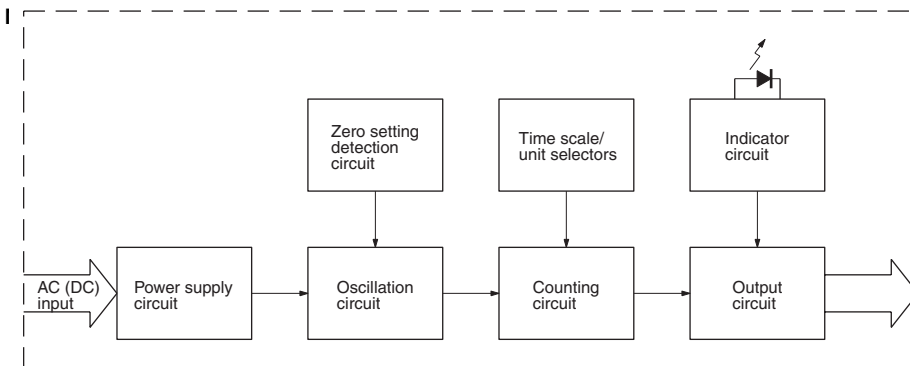 Zero setting
detection
circuit
Time scale/
unit selectors
Indicator
circuit
AC (DC)
input
Power supply
circuit
Oscillation
circuit
Counting
circuit
Output
circuit